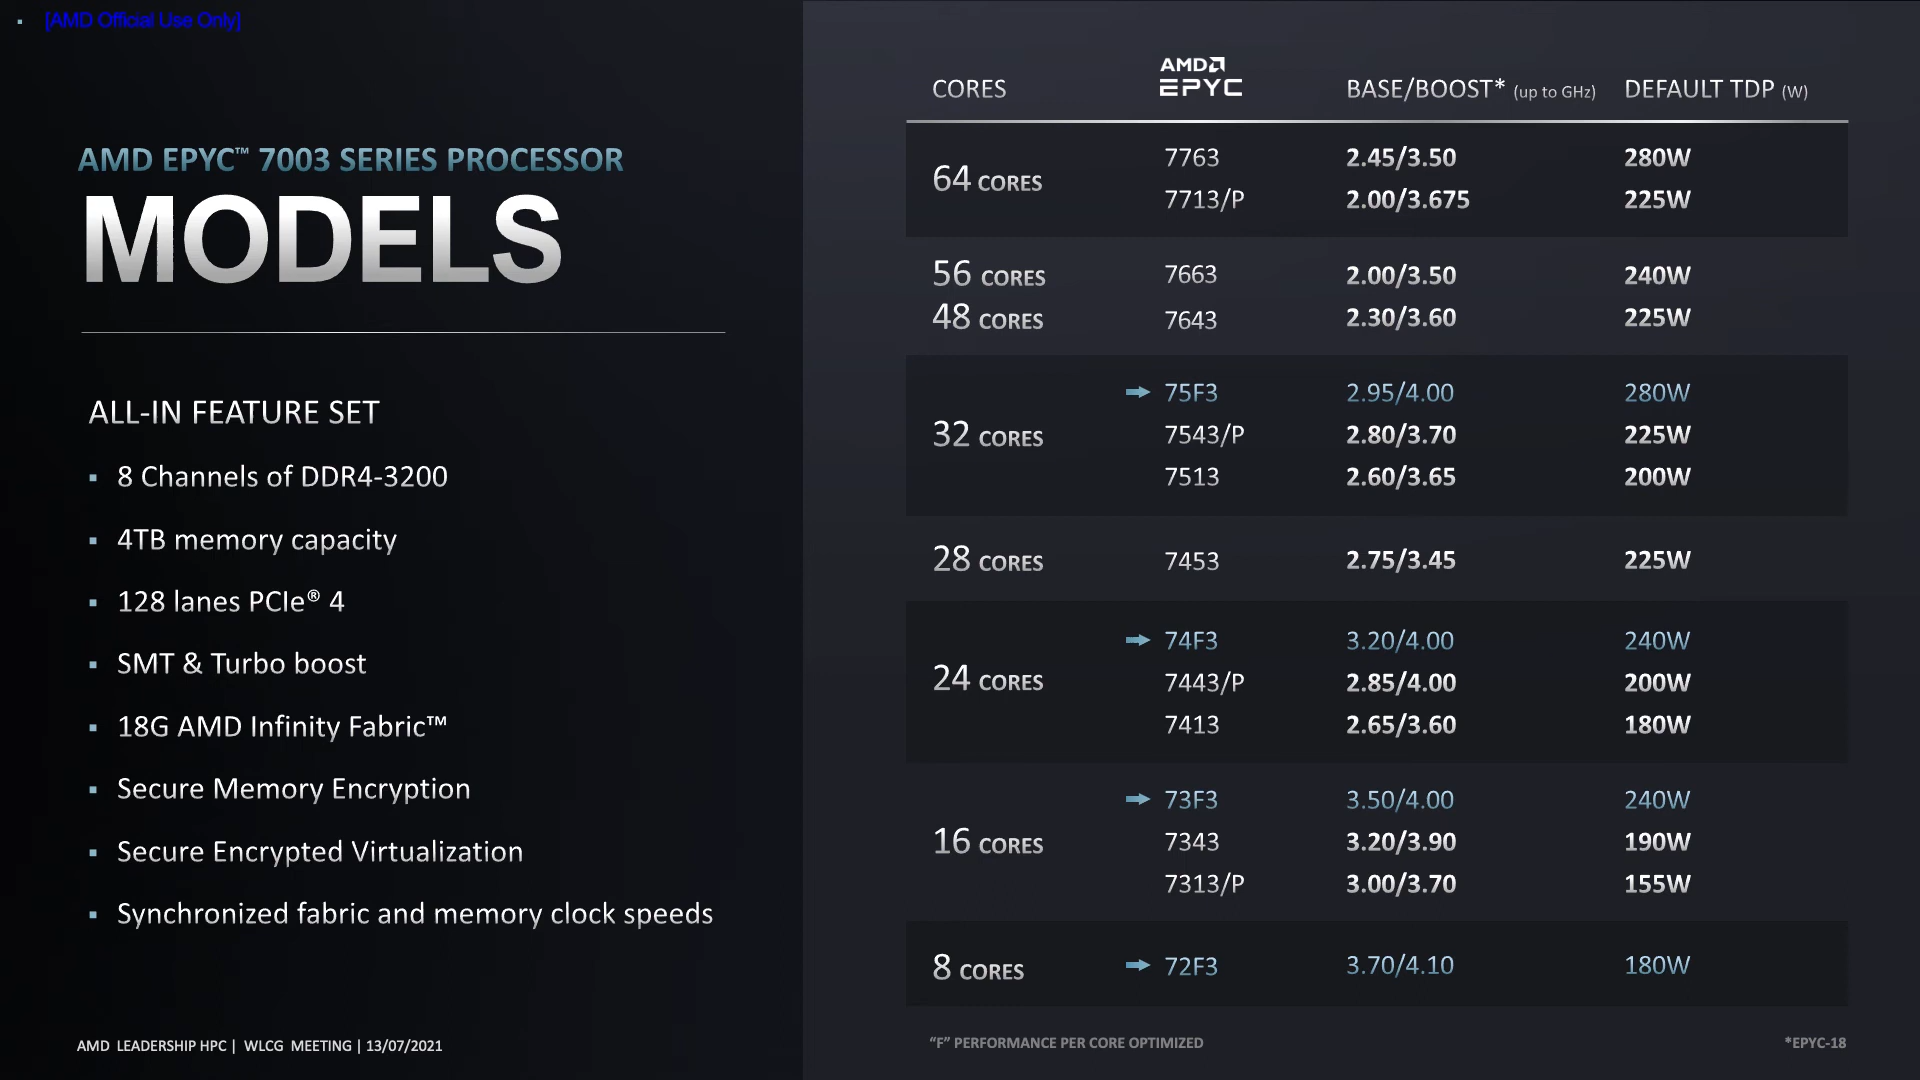 [AMD Official Use Only]
AMD EPYC™ 7003 SERIES PROCESSOR
MODELS
ALL-IN FEATURE SET
8 Channels of DDR4-3200
4TB memory capacity
128 lanes PCIe® 4
SMT & Turbo boost
18G AMD Infinity Fabric™
Secure Memory Encryption
Secure Encrypted Virtualization
Synchronized fabric and memory clock speeds
AMD LEADERSHIP HPC | WLCG MEETING | 13/07/2021
CORES AMD EPYC BASE/BOOST* (up to GHz) DEFAULT TDP (W)
64 CORES
7763 2.45/3.50 280W
7713/P 2.00/3.675 225W
56 CORES 7663 2.00/3.50 240W
48 CORES 7643 2.30/3.60 225W
32 CORES
75F3 2.95/4.00 280W
7543/P 2.80/3.70 225W
7513 2.60/3.65 200W
28 CORES 7453 2.75/3.45 225W
24 CORES
74F3 3.20/4.00 240W
7443/P 2.85/4.00 200W
7413 2.65/3.60 180W
16 CORES
73F3 3.50/4.00 240W
7343 3.20/3.90 190W
7313/P 3.00/3.70 155W
8 CORES 72F3 3.70/4.10 180W
“F” PERFORMANCE PER CORE OPTIMIZED
*EPYC-18